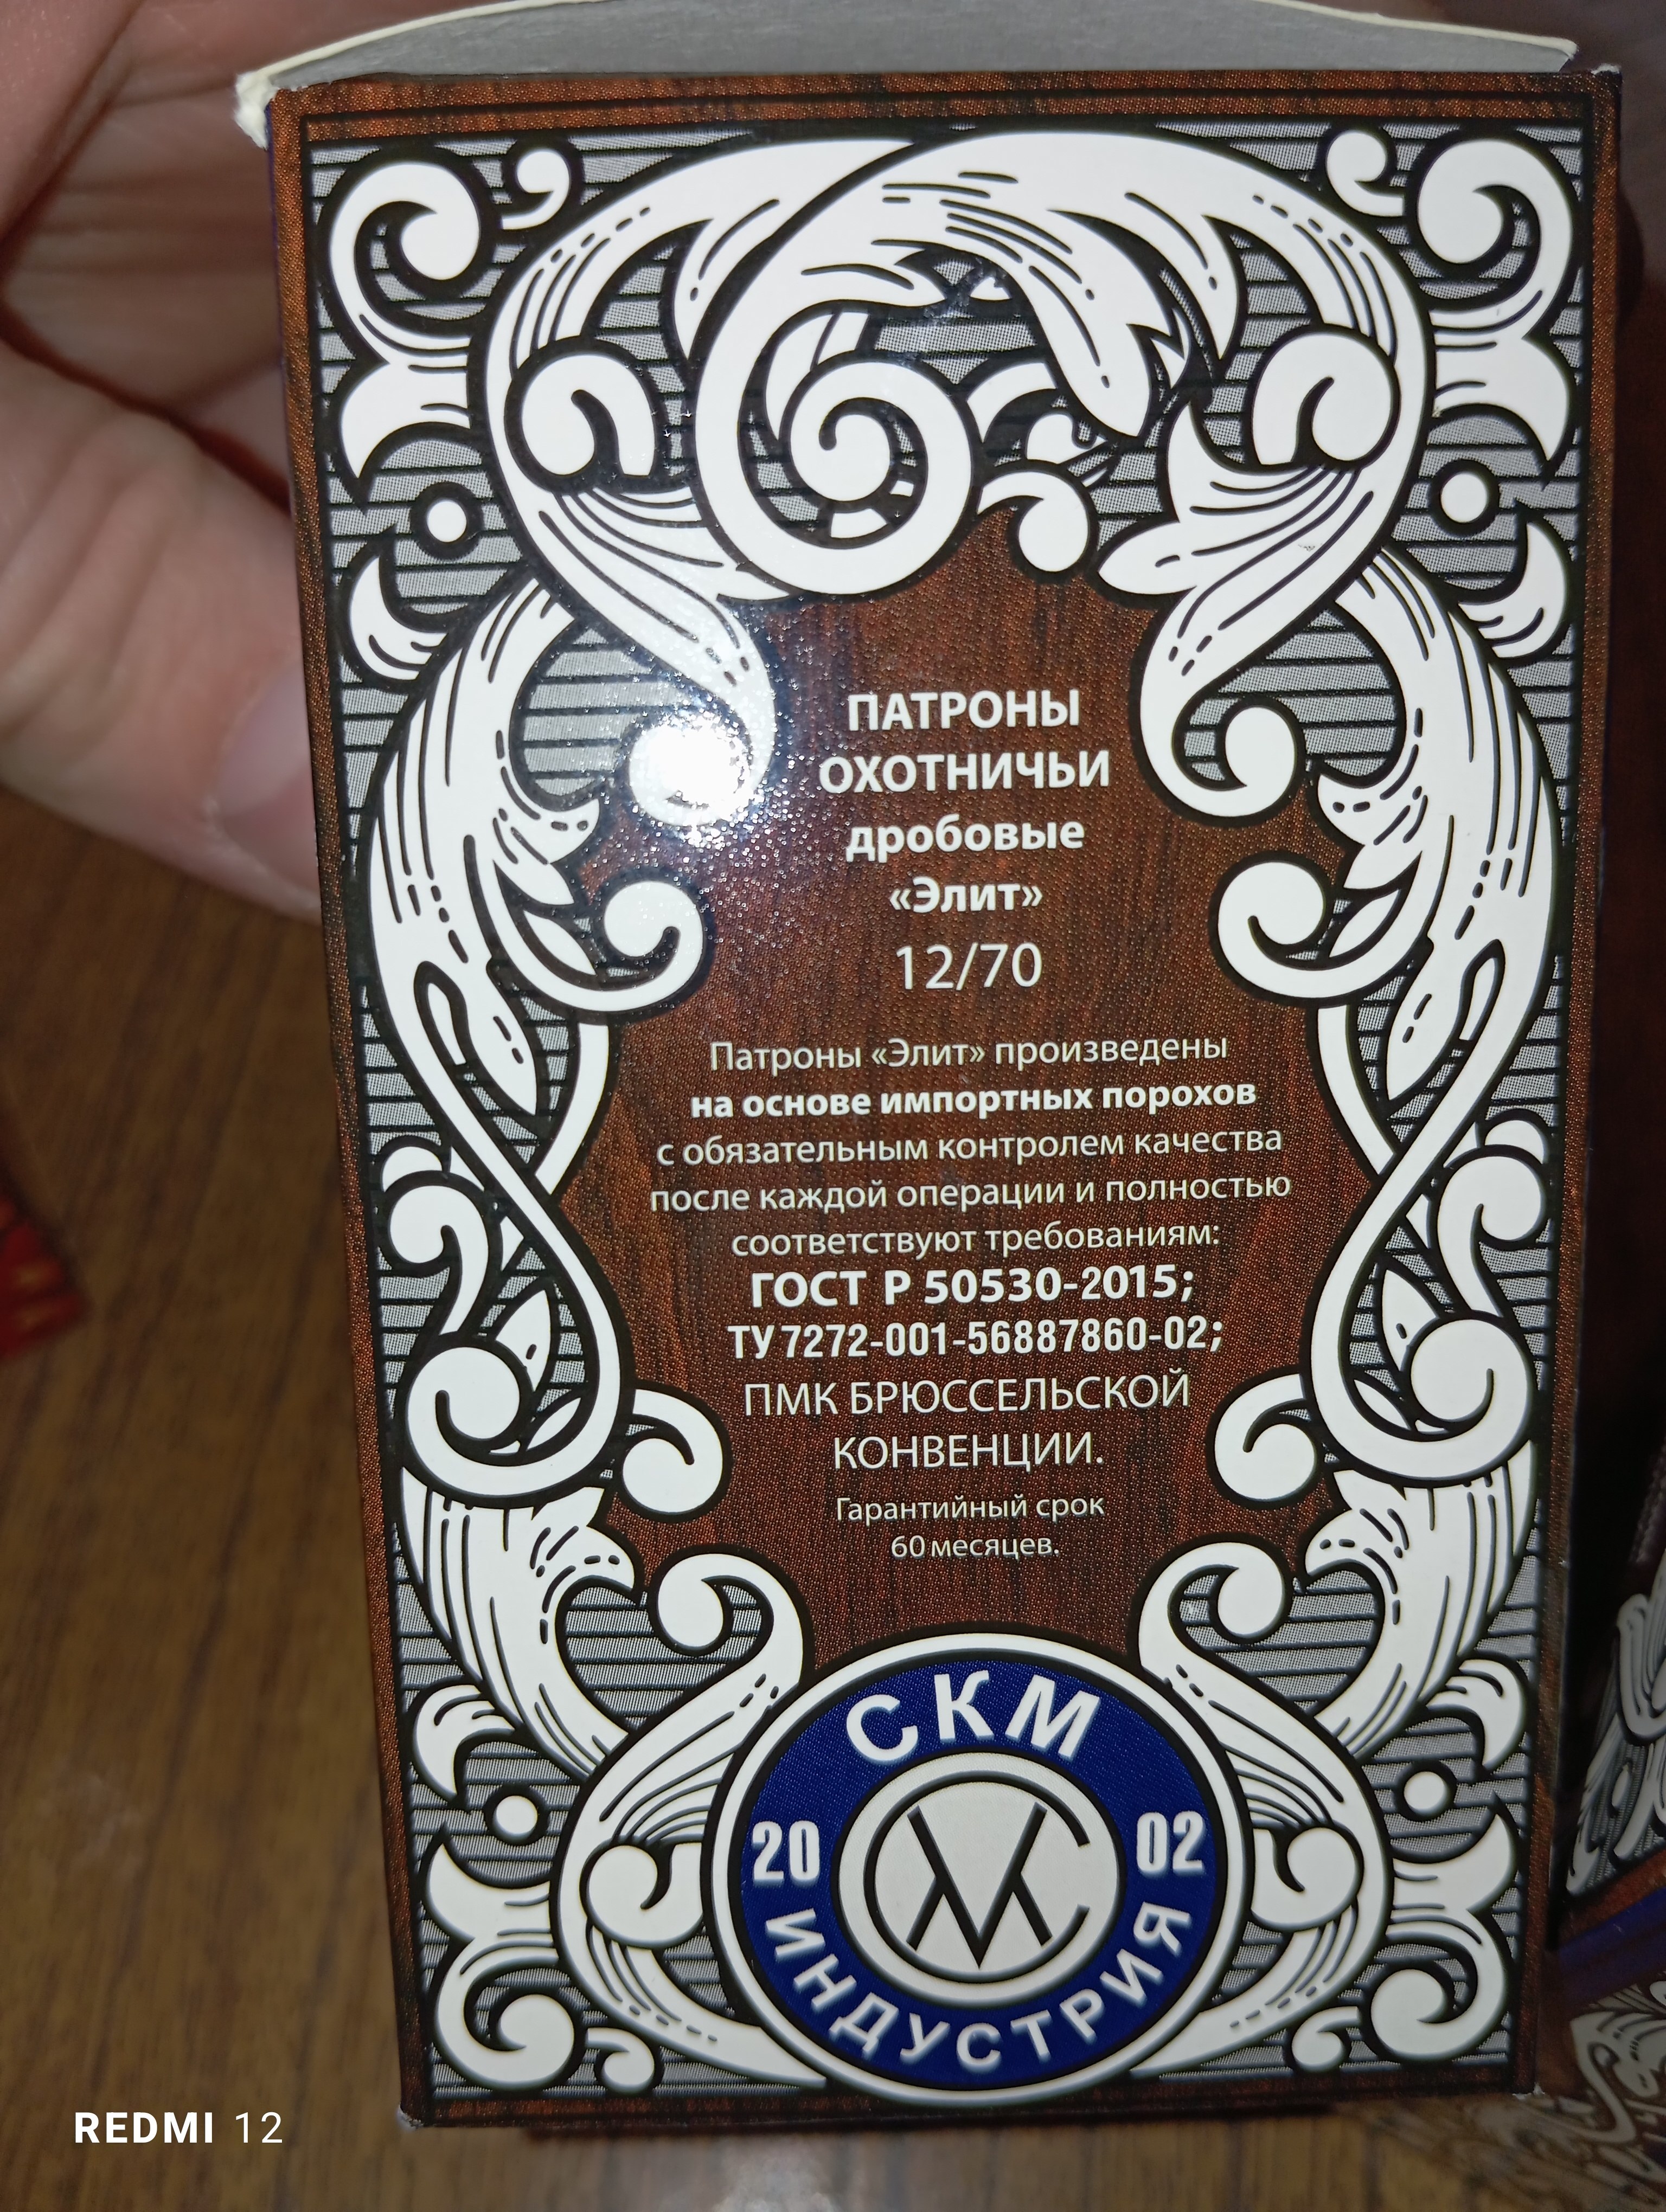 ПАТРОНЫ
ОХОТНИЧЬИ
дробовые
«Элит»
12/70
Патроны «Элит» произведены
на основе импортных порохов
с обязательным контролем качества
после каждой операции и полностью
соответствуют требованиям:
ГОСТ Р 50530-2015;
ТУ 7272-001-56887860-02;
ПМК БРЮССЕЛЬСКОЙ
КОНВЕНЦИИ.
Гарантийный срок
60 месяцев.
СКМ
20 02
ИНДУСТРИЯ
REDMI 12